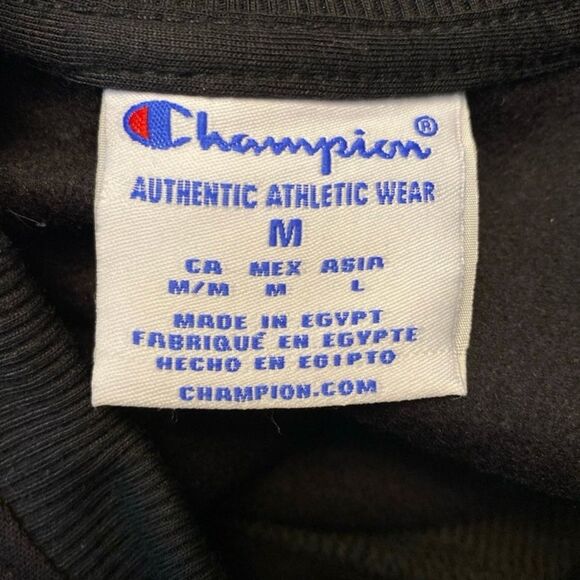 Champion®
AUTHENTIC ATHLETIC WEAR
M
CA MEX ASIA
M/M M L
MADE IN EGYPT
FABRIQUÉ EN EGYPTE
HECHO EN EGIPTO
CHAMPION.COM